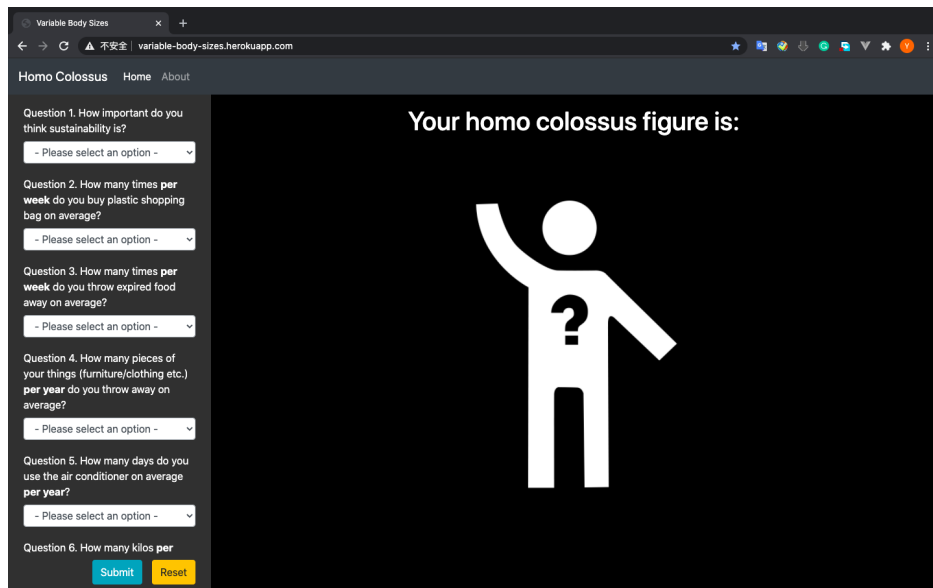 Variable Body Sizes
不安全
variable-body-sizes.herokuapp.com
Y
Homo Colossus Home About
Question 1. How important do you
think sustainability is?
- Please select an option -
Question 2. How many times per
week do you buy plastic shopping
bag on average?
- Please select an option -
Question 3. How many times per
week do you throw expired food
away on average?
- Please select an option -
Question 4. How many pieces of
your things (furniture/clothing etc.)
per year do you throw away on
average?
- Please select an option -
Question 5. How many days do you
use the air conditioner on average
per year?
- Please select an option -
Question 6. How many kilos per
Submit Reset
Your homo colossus figure is:
?